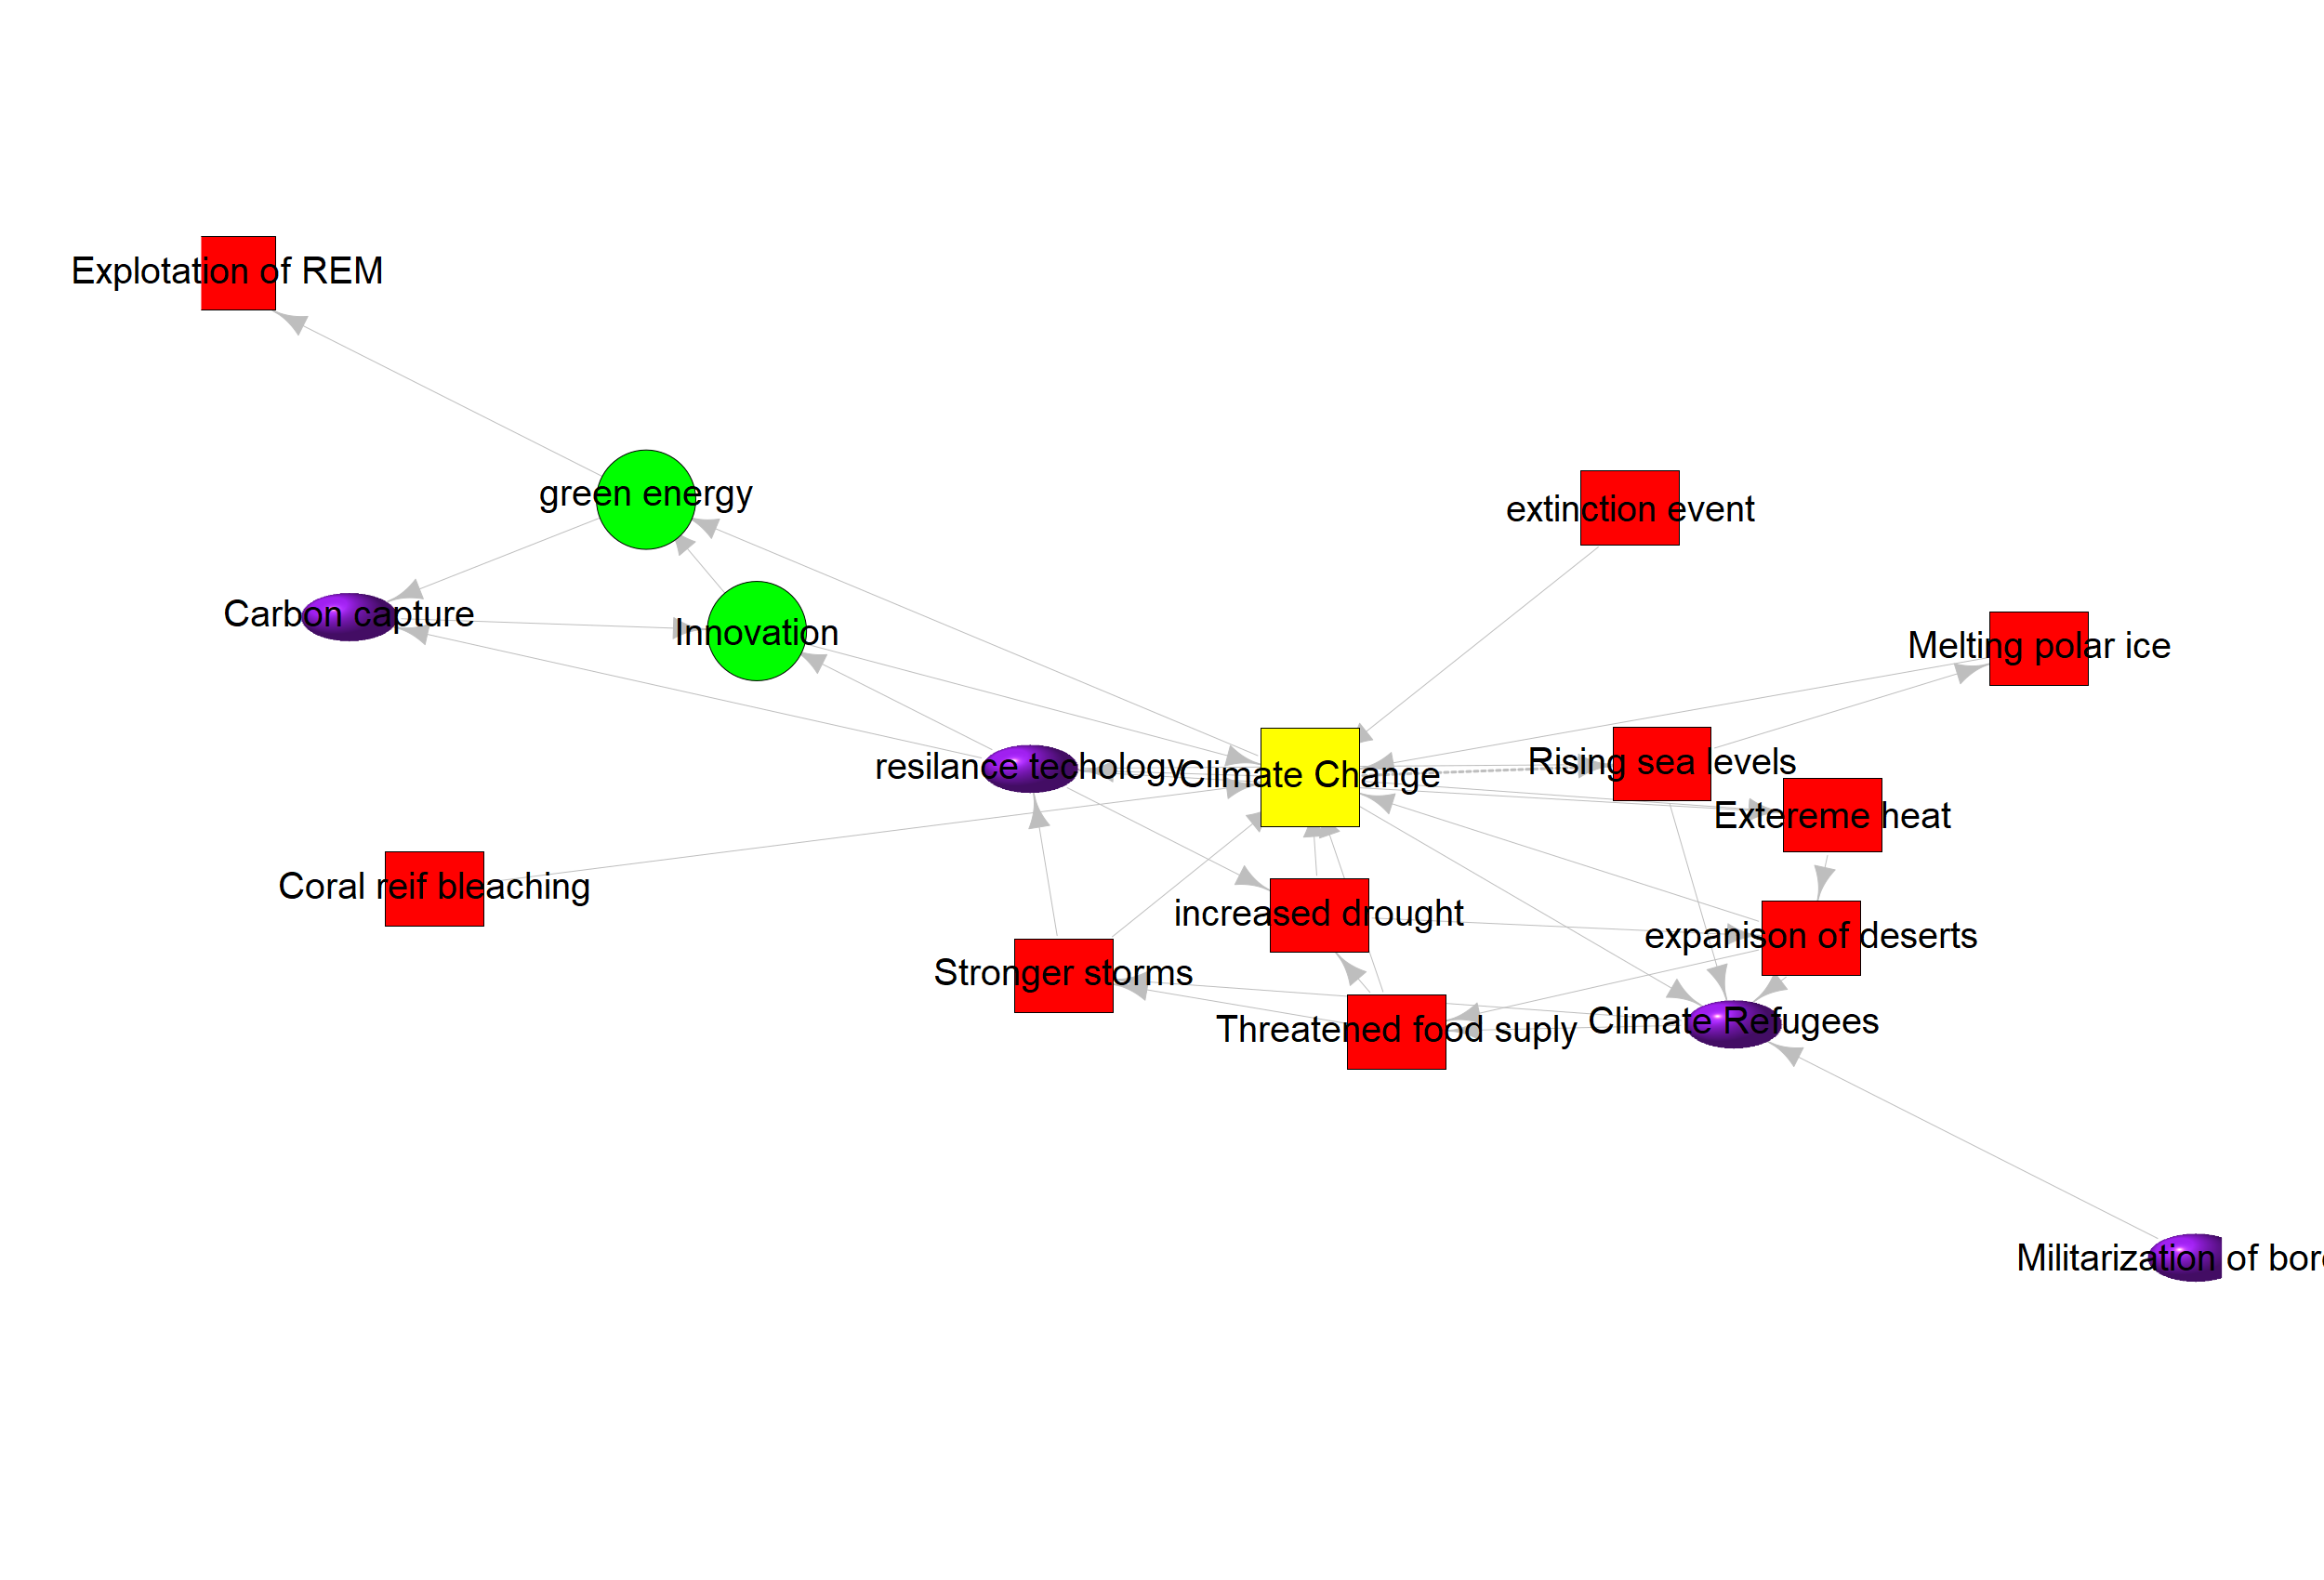 Explotation of REM
green energy
extinction event
Carbon capture
Innovation
Melting polar ice
resilance techology
Climate Change
Rising sea levels
Extereme heat
Coral reif bleaching
increased drought
expanison of deserts
Stronger storms
Threatened food suply
Climate Refugees
Militarization of